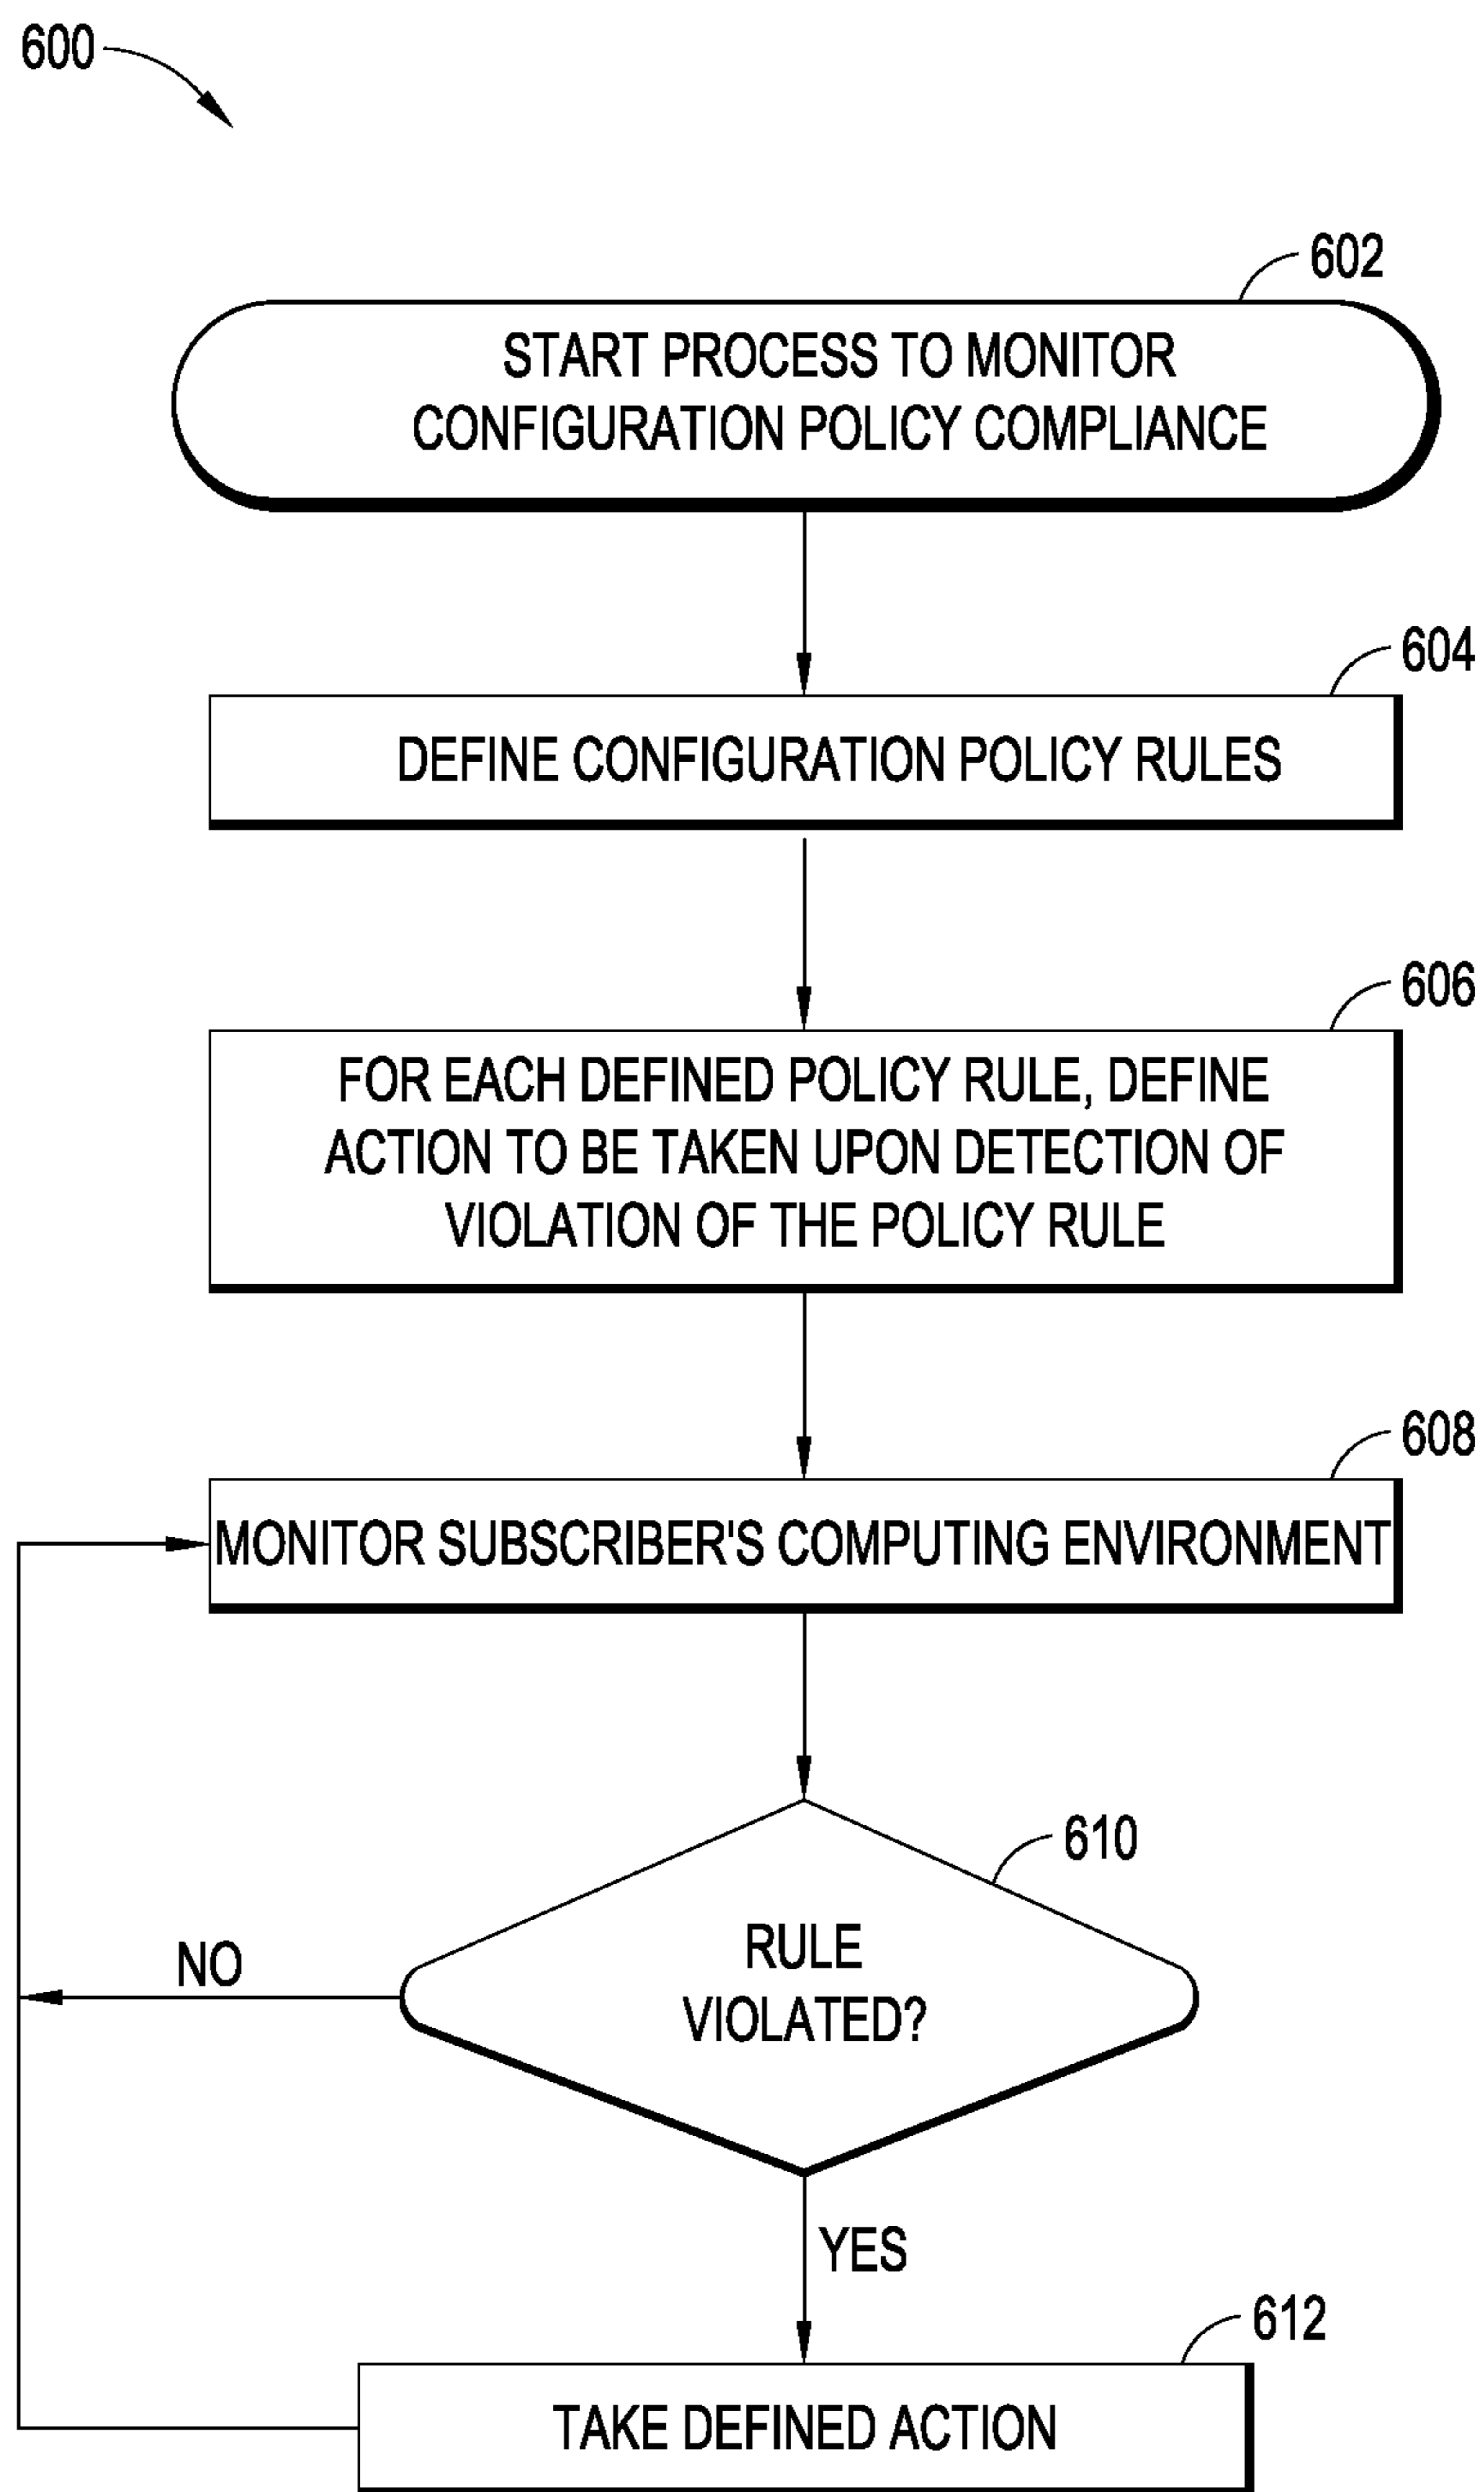 600
602
START PROCESS TO MONITOR
CONFIGURATION POLICY COMPLIANCE
604
DEFINE CONFIGURATION POLICY RULES
606
FOR EACH DEFINED POLICY RULE, DEFINE
ACTION TO BE TAKEN UPON DETECTION OF
VIOLATION OF THE POLICY RULE
608
MONITOR SUBSCRIBER'S COMPUTING ENVIRONMENT
610
RULE
VIOLATED?
NO
YES
612
TAKE DEFINED ACTION